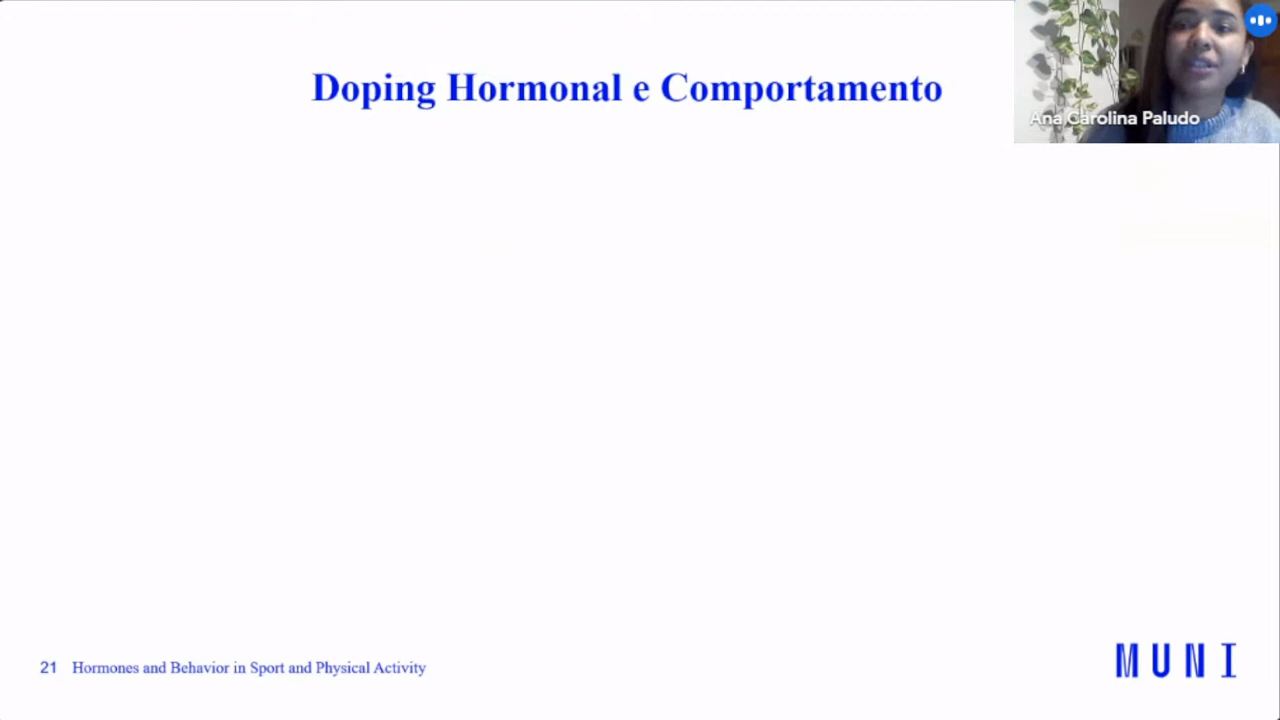 Doping Hormonal e Comportamento
Ana Carolina Paludo
21 Hormones and Behavior in Sport and Physical Activity
MUNI